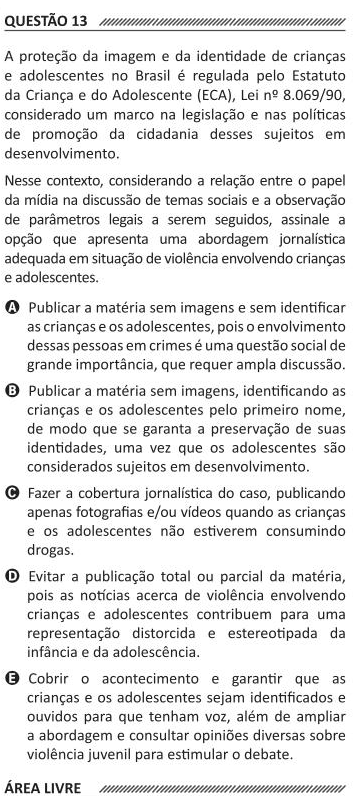 QUESTÃO 13
A proteção da imagem e da identidade de crianças
e adolescentes no Brasil é regulada pelo Estatuto
da Criança e do Adolescente (ECA), Lei nº 8.069/90,
considerado um marco na legislação e nas políticas
de promoção da cidadania desses sujeitos em
desenvolvimento.
Nesse contexto, considerando a relação entre o papel
da mídia na discussão de temas sociais e a observação
de parâmetros legais a serem seguidos, assinale a
opção que apresenta uma abordagem jornalística
adequada em situação de violência envolvendo crianças
e adolescentes.
A Publicar a matéria sem imagens e sem identificar
as crianças e os adolescentes, pois o envolvimento
dessas pessoas em crimes é uma questão social de
grande importância, que requer ampla discussão.
B Publicar a matéria sem imagens, identificando as
crianças e os adolescentes pelo primeiro nome,
de modo que se garanta a preservação de suas
identidades, uma vez que os adolescentes são
considerados sujeitos em desenvolvimento.
C Fazer a cobertura jornalística do caso, publicando
apenas fotografias e/ou vídeos quando as crianças
e os adolescentes não estiverem consumindo
drogas.
D Evitar a publicação total ou parcial da matéria,
pois as notícias acerca de violência envolvendo
crianças e adolescentes contribuem para uma
representação distorcida e estereotipada da
infância e da adolescência.
E Cobrir o acontecimento e garantir que as
crianças e os adolescentes sejam identificados e
ouvidos para que tenham voz, além de ampliar
a abordagem e consultar opiniões diversas sobre
violência juvenil para estimular o debate.
ÁREA LIVRE